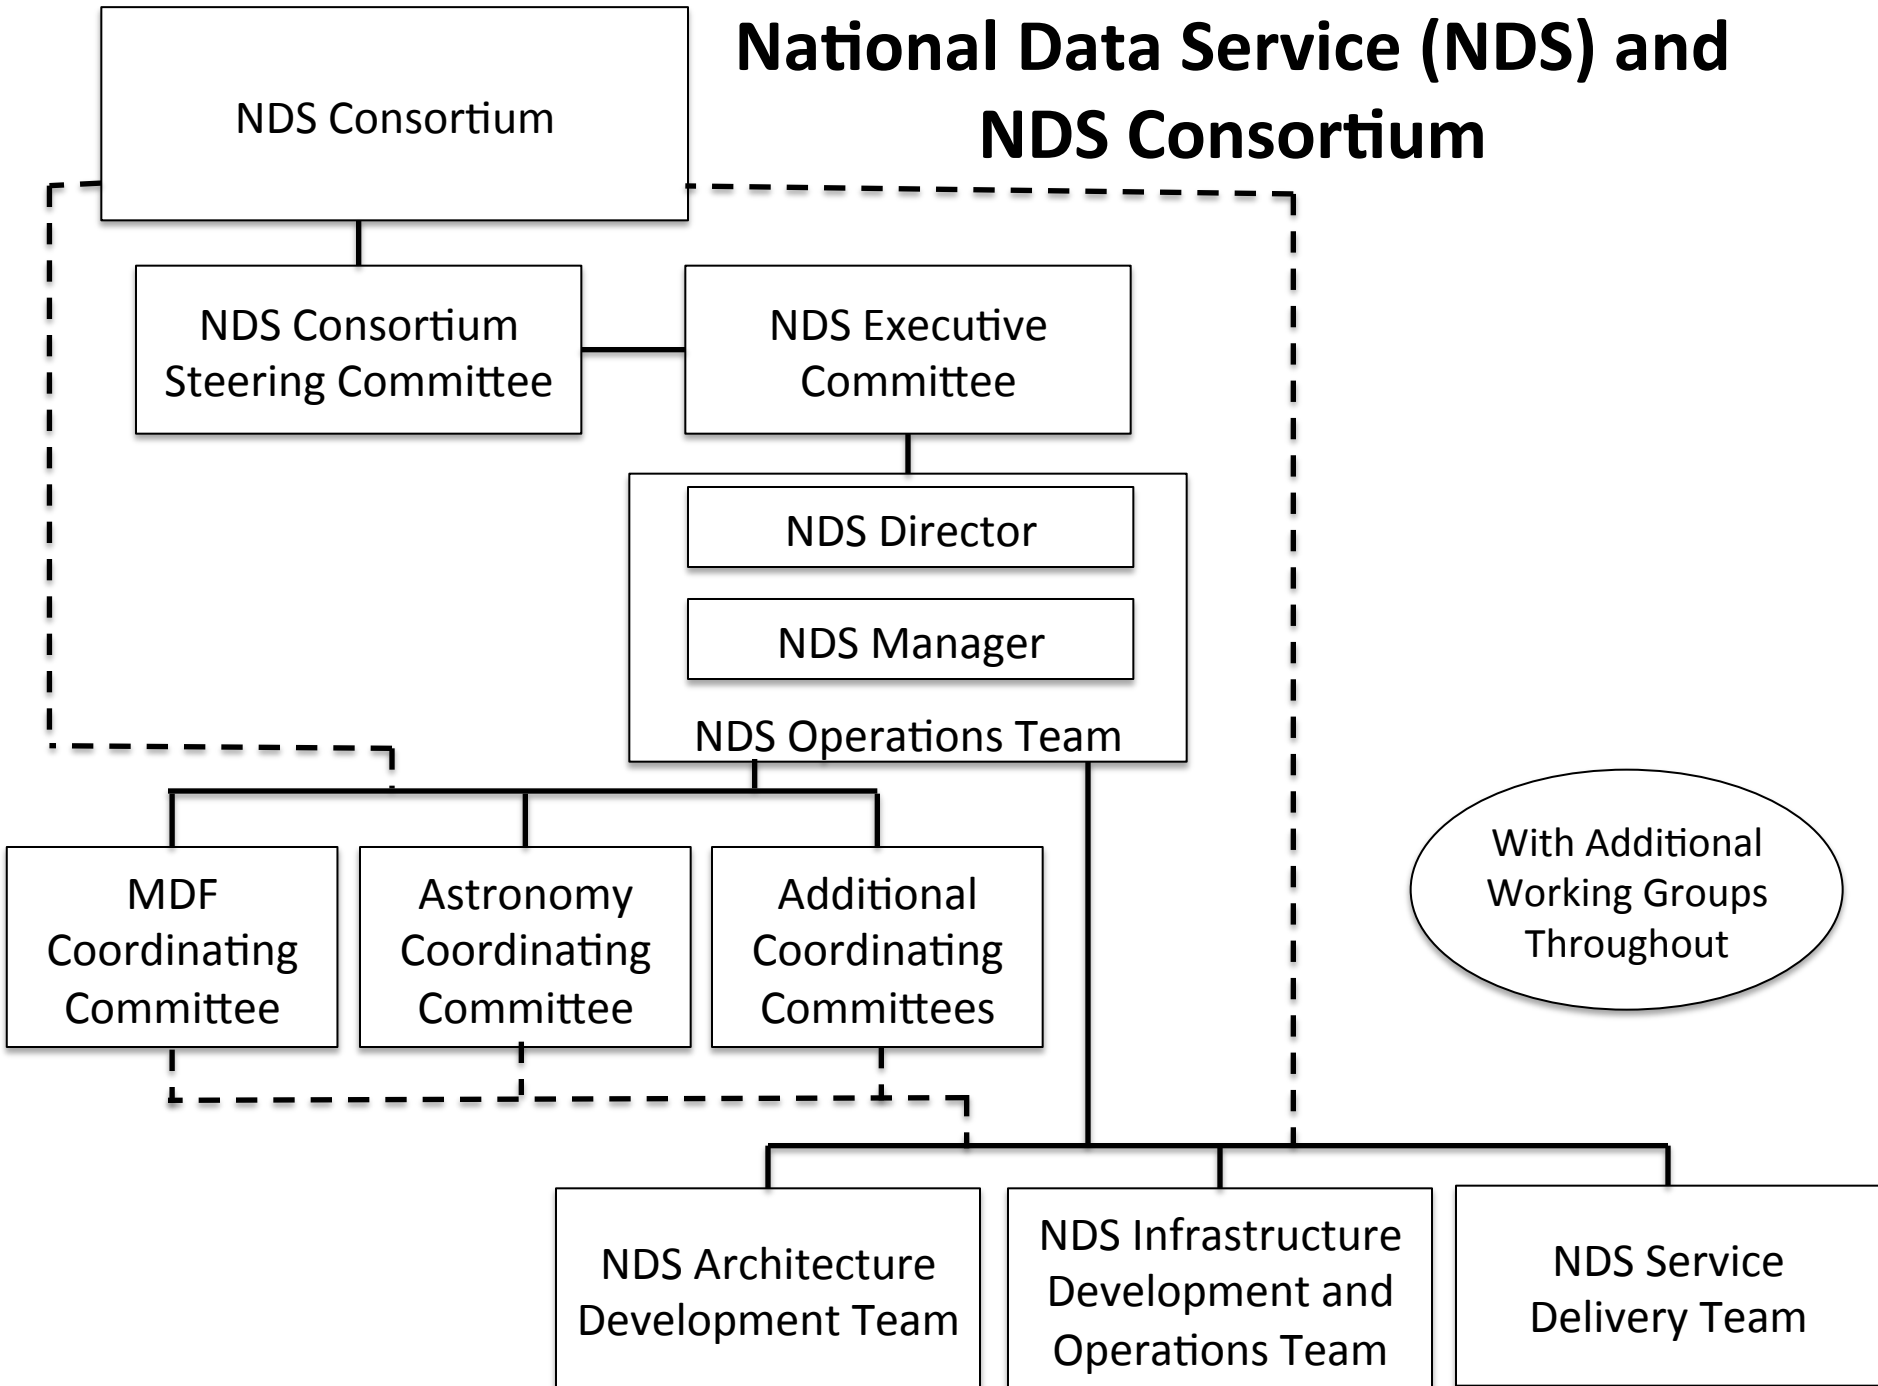 National Data Service (NDS) and
NDS Consortium
NDS Consortium
NDS Consortium
Steering Committee
NDS Executive
Committee
NDS Director
NDS Manager
NDS Operations Team
MDF
Coordinating
Committee
Astronomy
Coordinating
Committee
Additional
Coordinating
Committees
With Additional
Working Groups
Throughout
NDS Architecture
Development Team
NDS Infrastructure
Development and
Operations Team
NDS Service
Delivery Team